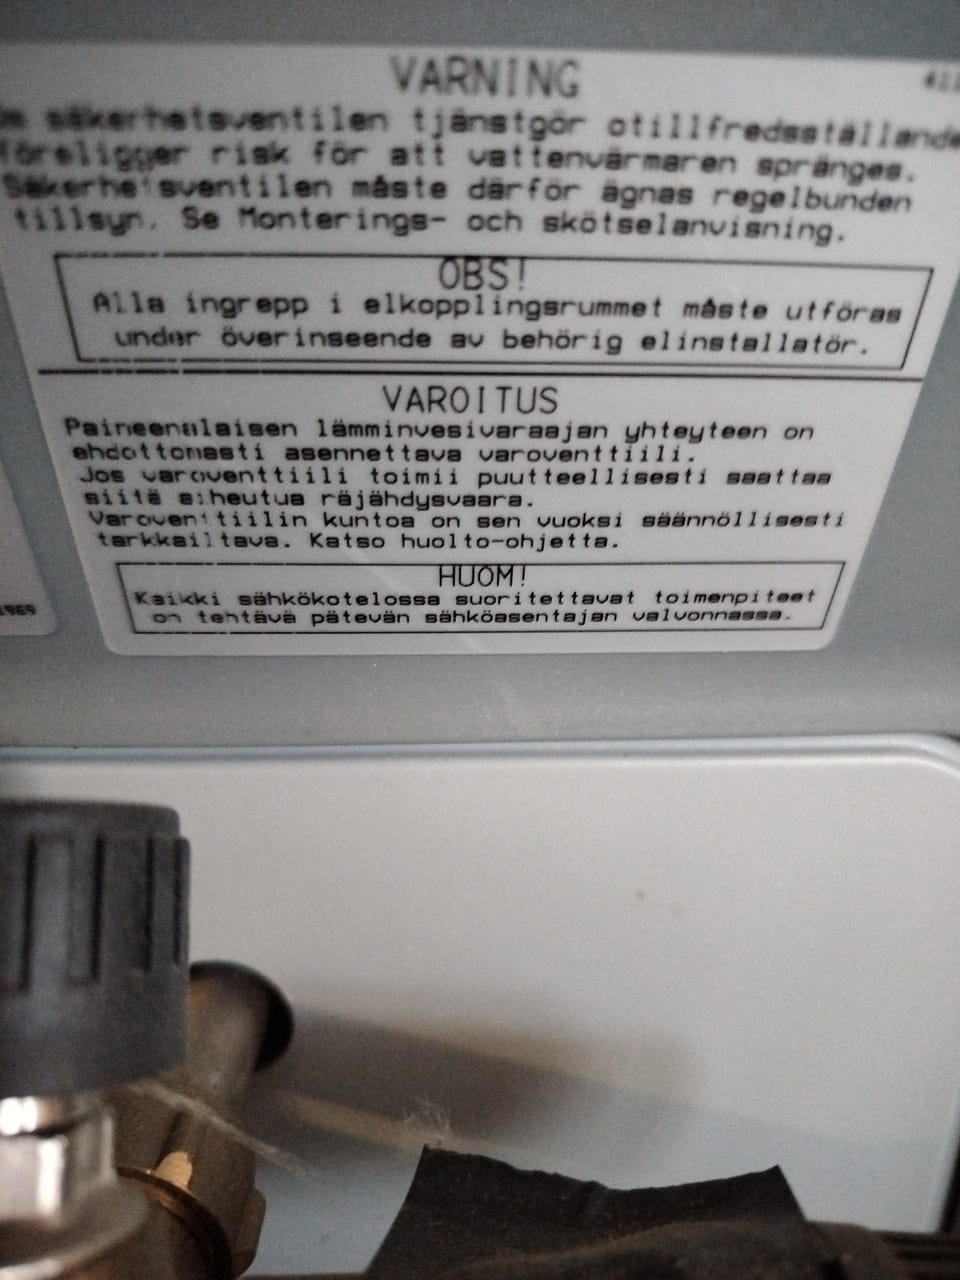 VARNING
säkerhetsventilen tjänstgör otillfredsställande
föreligger risk för att vattenvärmaren spränges.
Säkerhetsventilen måste därför ägnas regelbunden
tillsyn. Se Monterings- och skötselanvisning.
OBS!
Alla ingrepp i elkopplingsrummet måste utföras
under överinseende av behörig elinstallatör.
VAROITUS
Paineenalaisen lämminvesivaraajan yhteyteen on
ehdottomasti asennettava varoventtiili.
Jos varoventtiili toimii puutteellisesti saattaa
siitä aiheutua räjähdysvaara.
Varoventtiilin kuntoa on sen vuoksi säännöllisesti
tarkkailtava. Katso huolto-ohjetta.
HUOM!
Kaikki sähkökotelossa suoritettavat toimenpiteet
on tehtävä pätevän sähköasentajan valvonnassa.